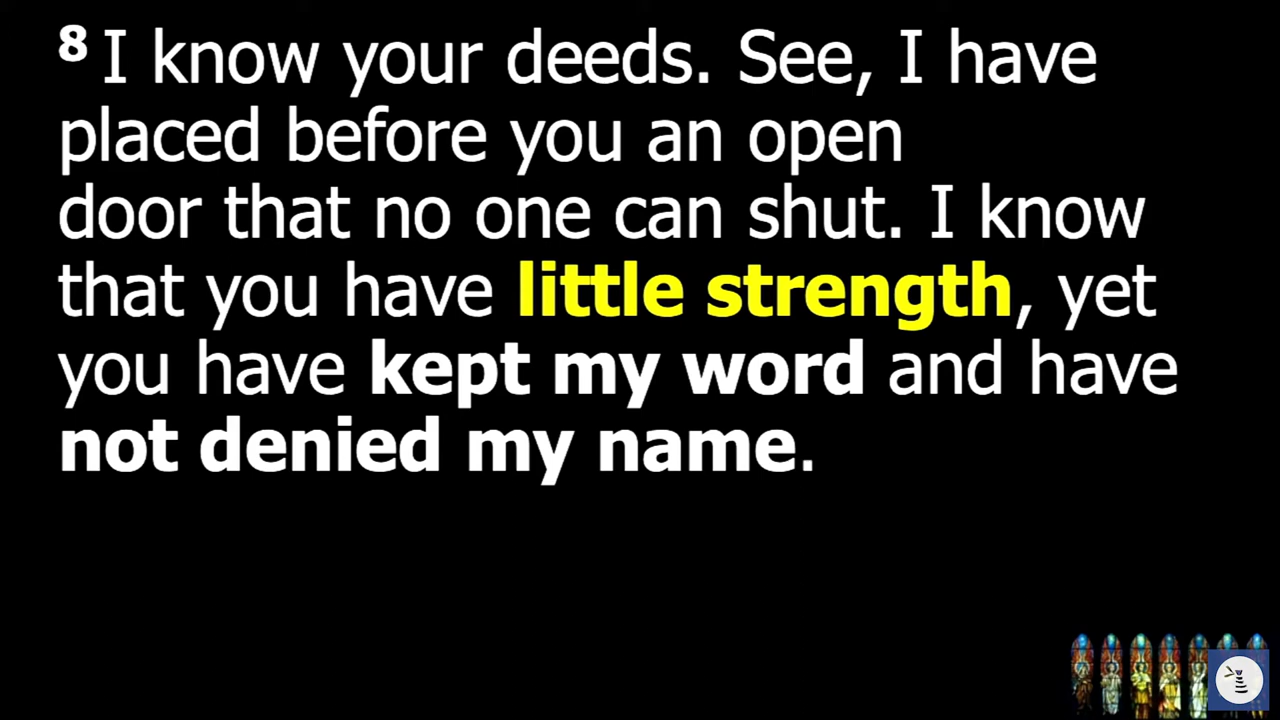 8 I know your deeds. See, I have
placed before you an open
door that no one can shut. I know
that you have little strength, yet
you have kept my word and have
not denied my name.